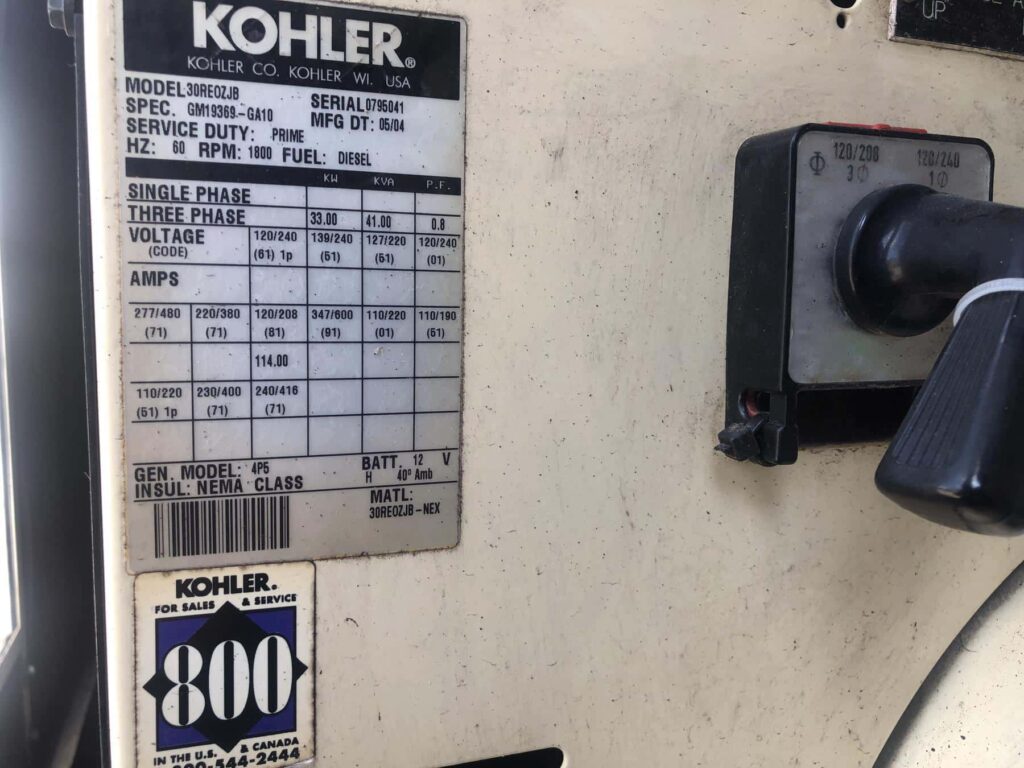 KOHLER®
KOHLER CO. KOHLER WI. USA
MODEL 30REOZJB
SPEC. GM19369-GA10 SERIAL 0795041
SERVICE DUTY: PRIME MFG DT: 05/04
HZ: 60 RPM: 1800 FUEL: DIESEL
KW KVA P.F.
SINGLE PHASE
THREE PHASE 33.00 41.00 0.8
VOLTAGE 120/240 139/240 127/220 120/240
(CODE) (61) 1p (51) (51) (01)
AMPS
277/480 220/380 120/208 347/600 110/220 110/190
(71) (71) (81) (91) (01) (61)
114.00
110/220 230/400 240/416
(51) 1p (71) (71)
GEN. MODEL: 4P5 BATT. 12 V
INSUL: NEMA CLASS H 40° Amb
MATL:
30REOZJB-NEX
KOHLER.
FOR SALES & SERVICE
800
IN THE U.S. & CANADA
800-544-2444
Φ 120/208 120/240
3Φ 1Φ
UP